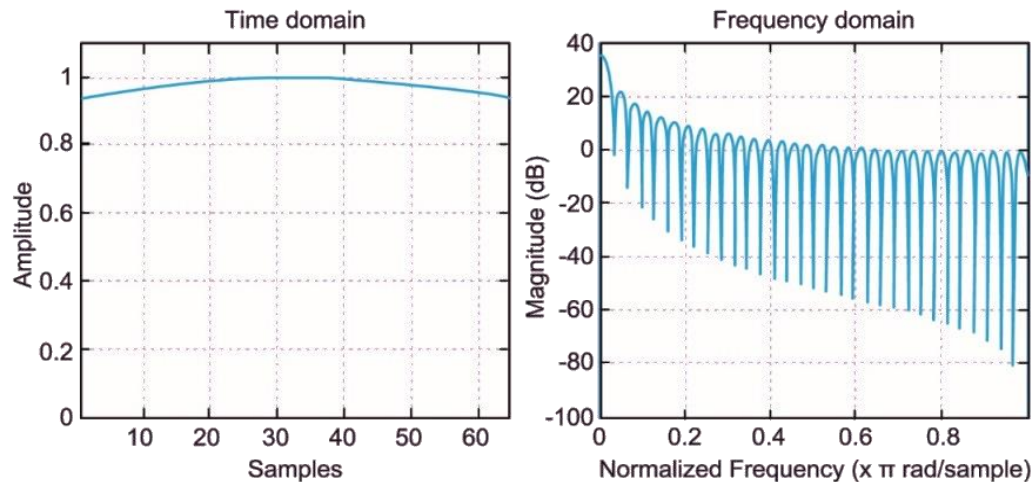 Time domain
Amplitude
1
0.8
0.6
0.4
0.2
0
10 20 30 40 50 60
Samples
Frequency domain
Magnitude (dB)
40
20
0
-20
-40
-60
-80
-100
0 0.2 0.4 0.6 0.8
Normalized Frequency (x π rad/sample)